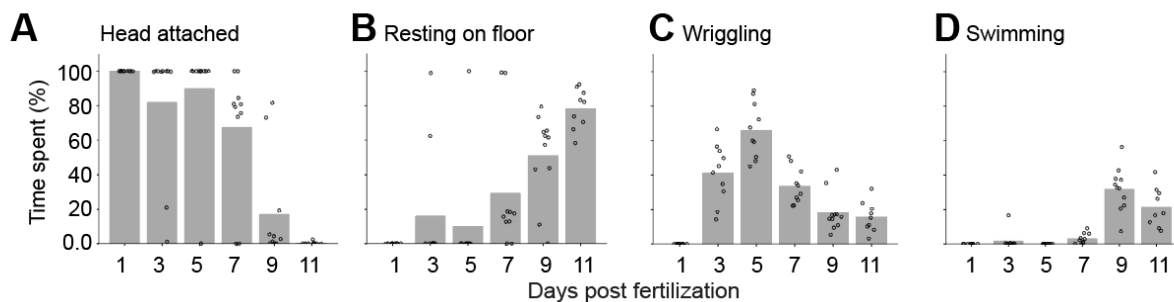 A Head attached B Resting on floor C Wriggling D Swimming
Time spent (%)
100
80
60
40
20
0.0
1 3 5 7 9 11 1 3 5 7 9 11 1 3 5 7 9 11 1 3 5 7 9 11
Days post fertilization